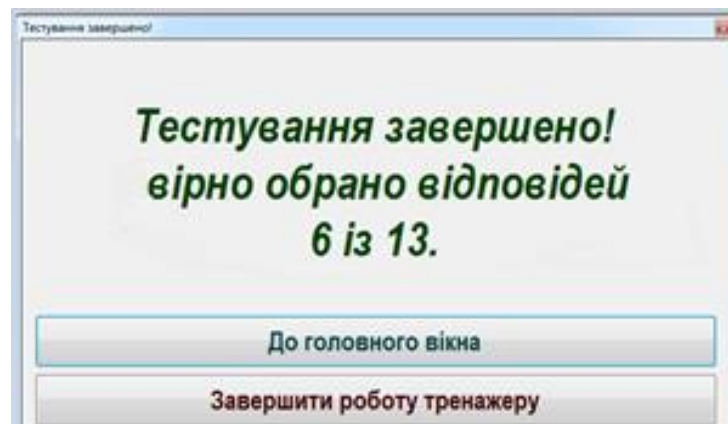 Тестування завершено!
Тестування завершено!
вірно обрано відповідей
6 із 13.
До головного вікна
Завершити роботу тренажеру